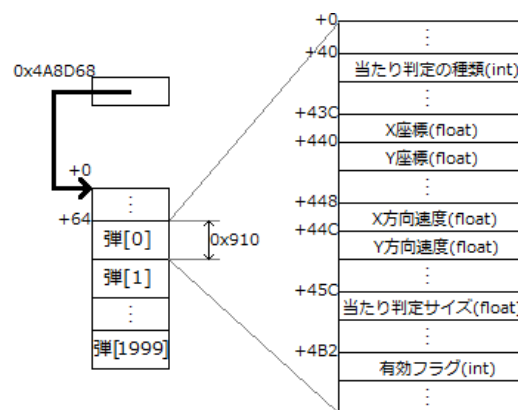 0x4A8D68
+0
⋮
+64
弾[0]
0x910
弾[1]
⋮
弾[1999]
+0
⋮
+40
当たり判定の種類(int)
⋮
+43C
X座標(float)
+440
Y座標(float)
⋮
+448
X方向速度(float)
+44C
Y方向速度(float)
⋮
+45C
当たり判定サイズ(float)
⋮
+4B2
有効フラグ(int)
⋮